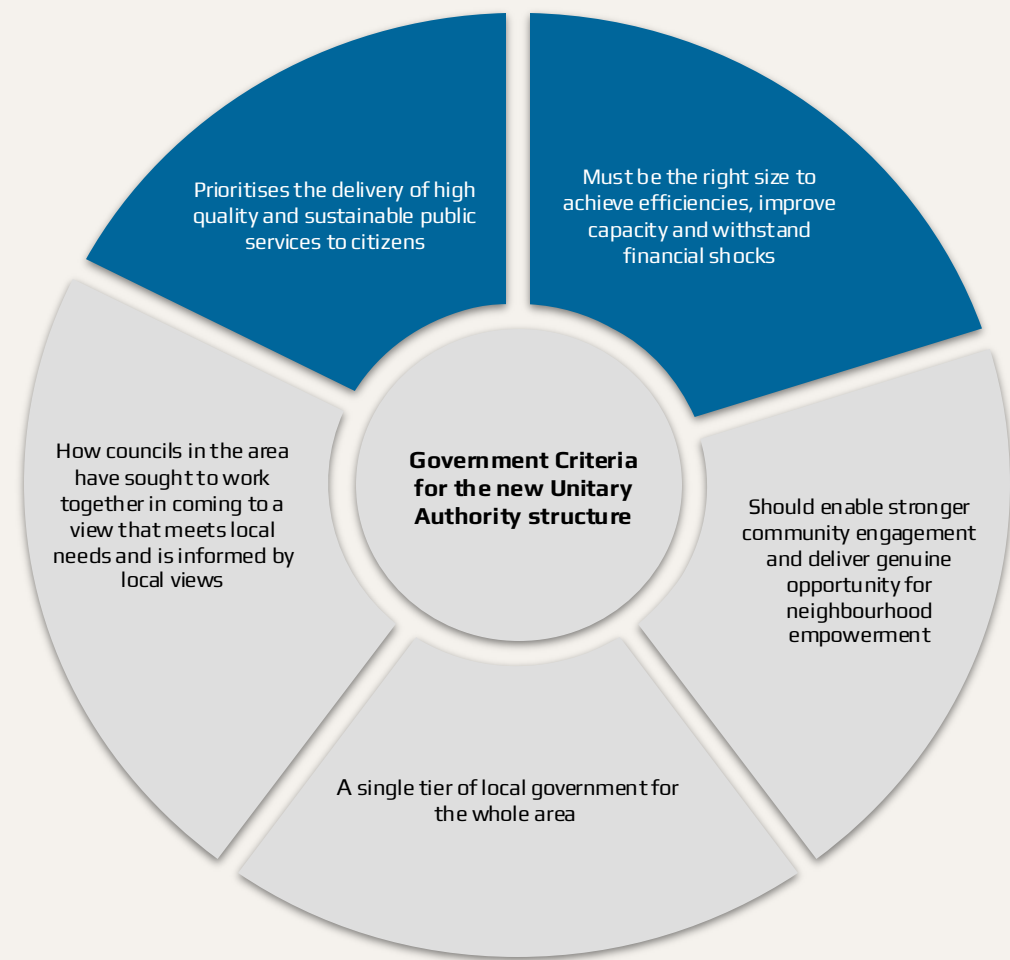 Prioritises the delivery of high
quality and sustainable public
services to citizens
Must be the right size to
achieve efficiencies, improve
capacity and withstand
financial shocks
How councils in the area
have sought to work
together in coming to a
view that meets local
needs and is informed by
local views
Government Criteria
for the new Unitary
Authority structure
Should enable stronger
community engagement
and deliver genuine
opportunity for
neighbourhood
empowerment
A single tier of local government for
the whole area